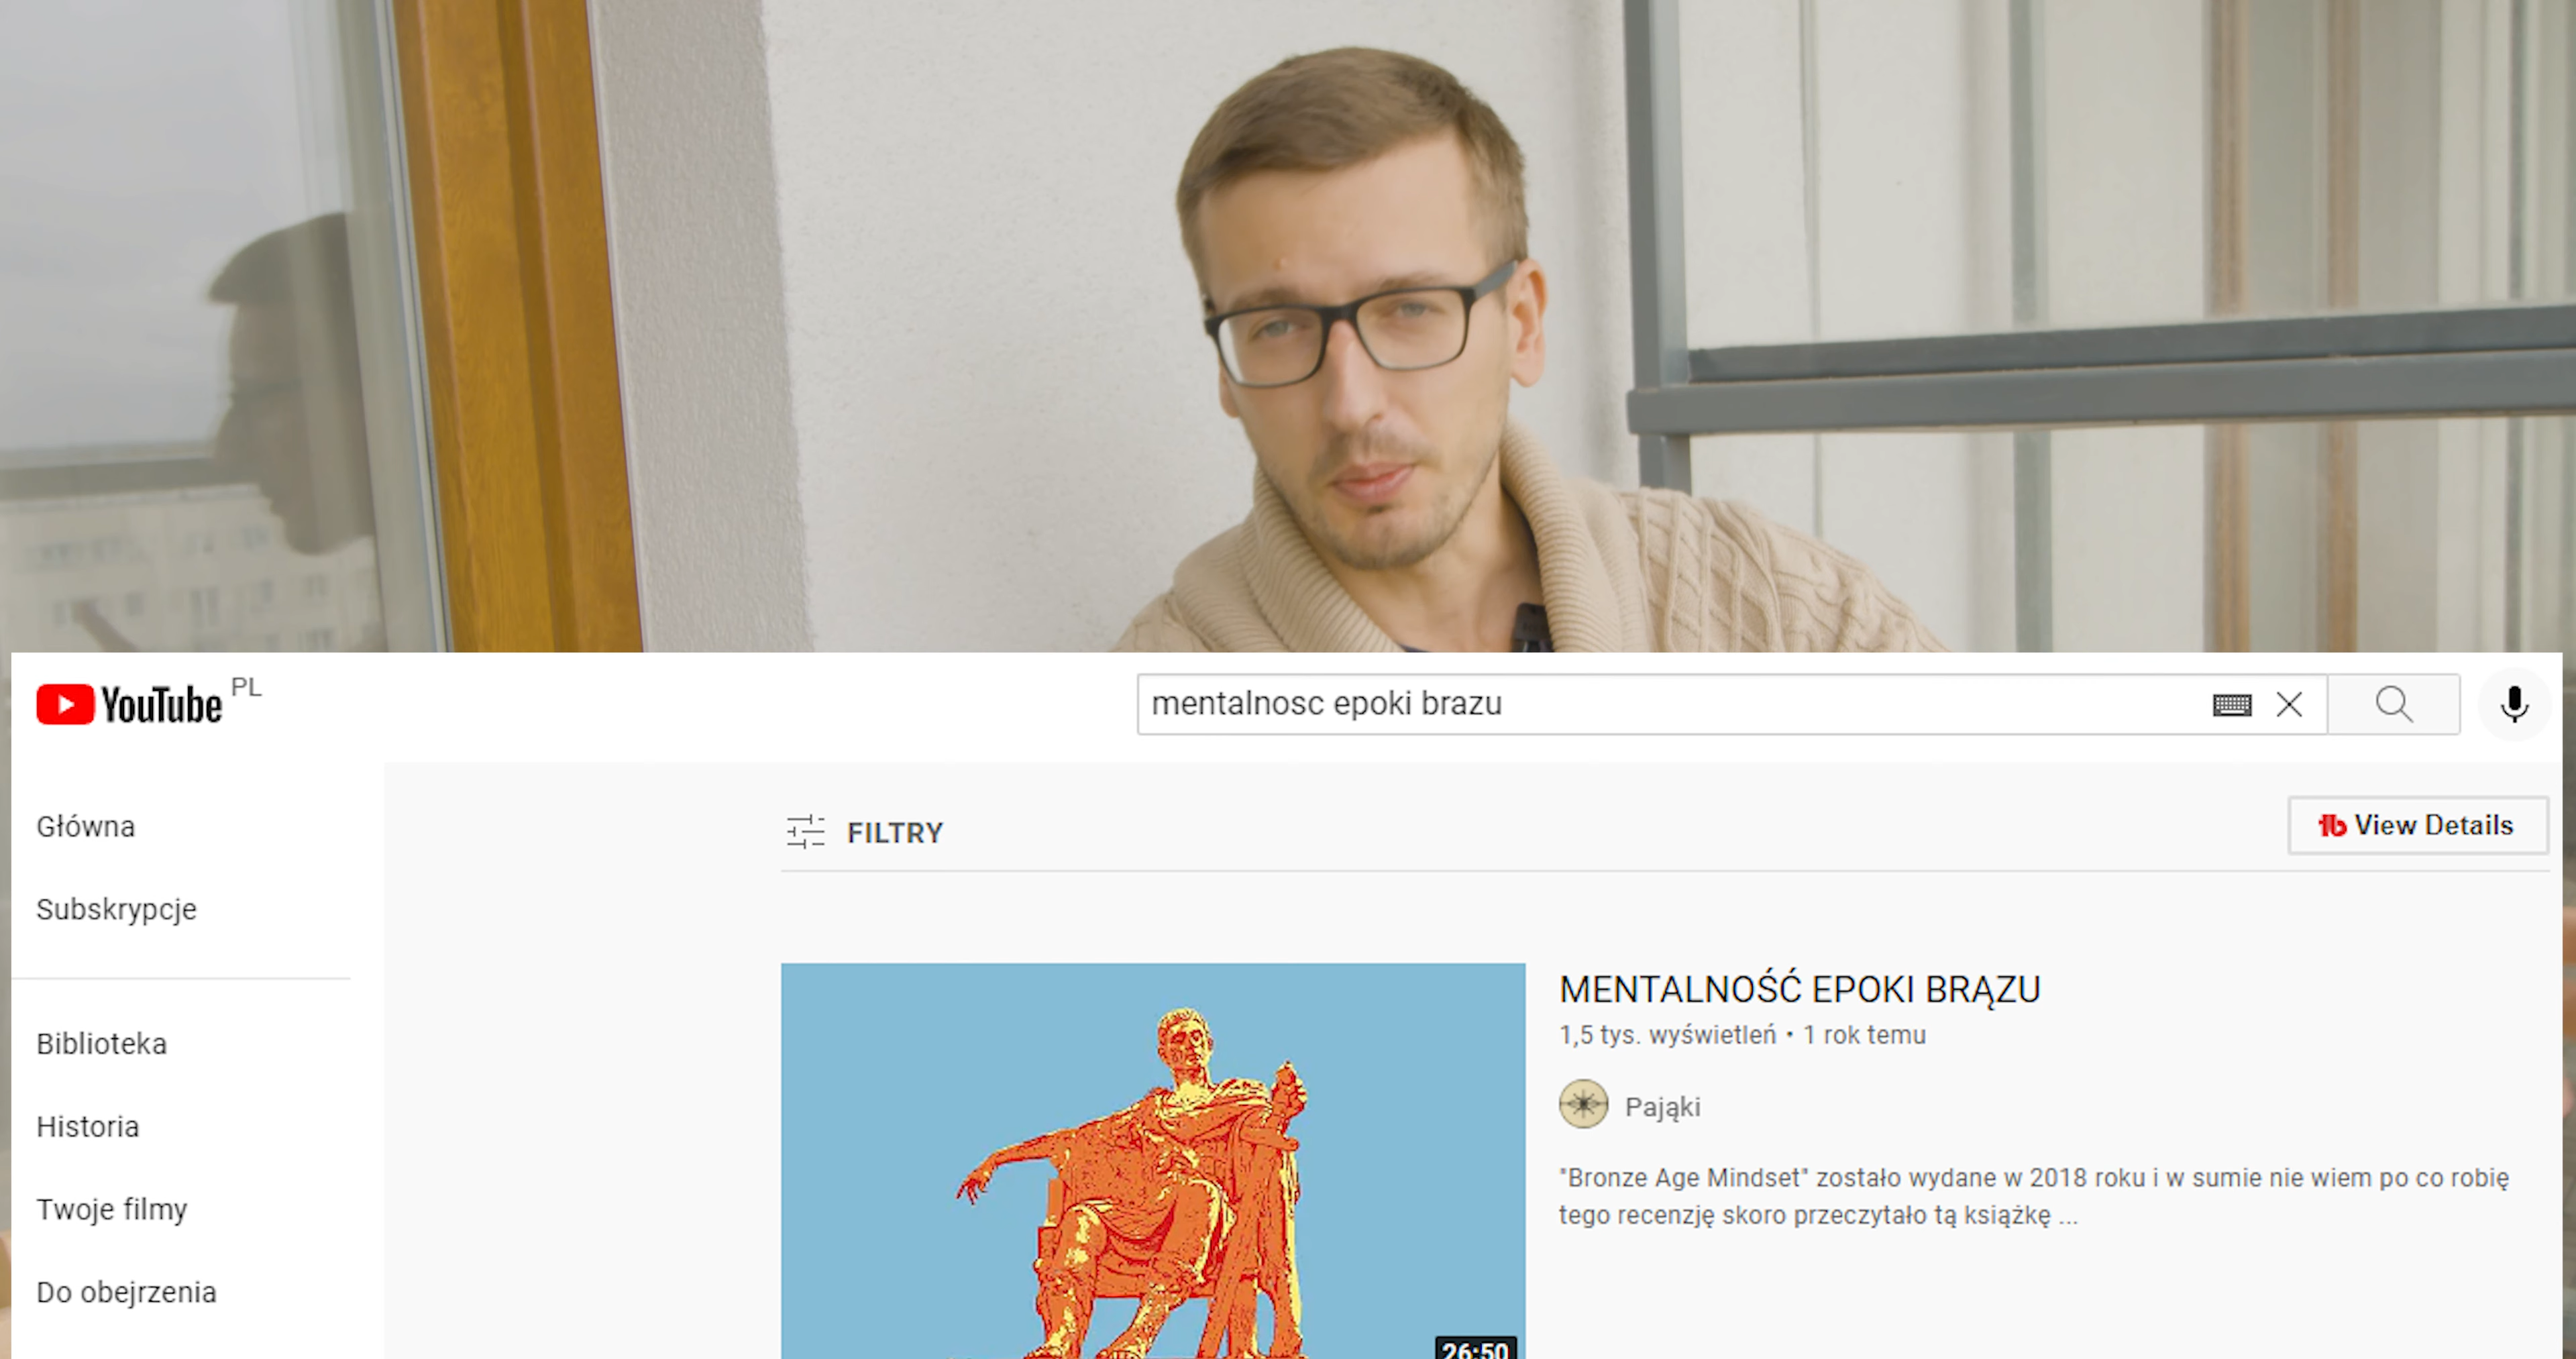 YouTube PL
mentalnosc epoki brazu
Główna
Subskrypcje
Biblioteka
Historia
Twoje filmy
Do obejrzenia
FILTRY
tb View Details
26:50
MENTALNOŚĆ EPOKI BRĄZU
1,5 tys. wyświetleń • 1 rok temu
Pająki
"Bronze Age Mindset" zostało wydane w 2018 roku i w sumie nie wiem po co robię
tego recenzję skoro przeczytało tą książkę ...